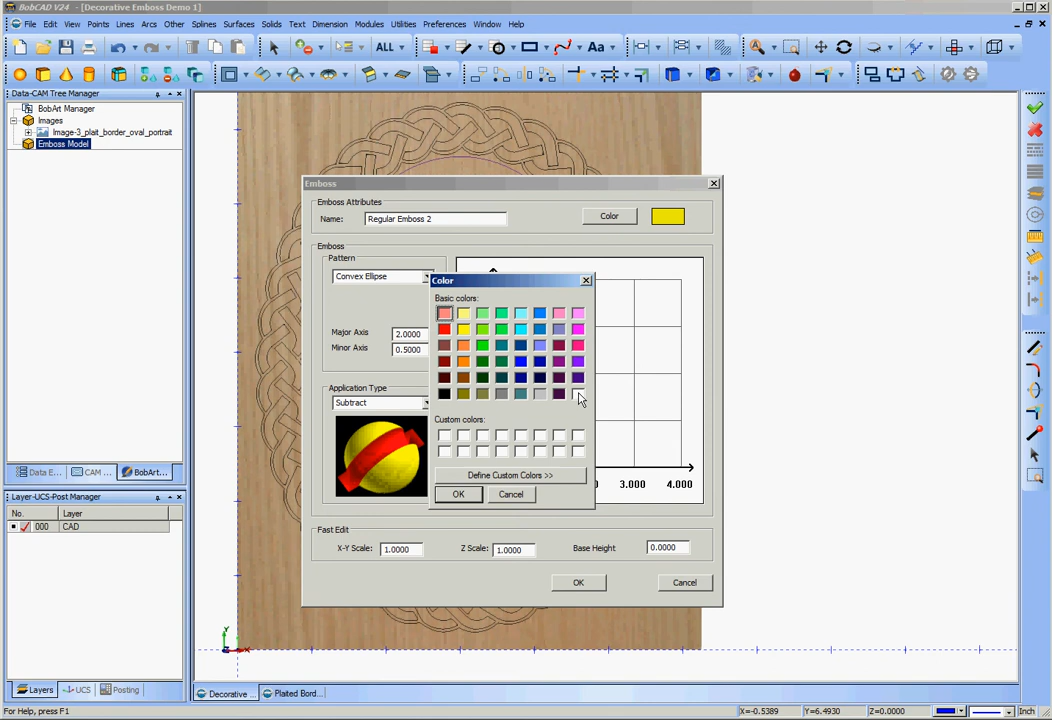 BobCAD V24 - [Decorative Emboss Demo 1]
File Edit View Points Lines Arcs Other Splines Surfaces Solids Text Dimension Modules Utilities Preferences Window Help
ALL
Aa
Data-CAM Tree Manager
BobArt Manager
Images
Image-3_plait_border_oval_portrait
Emboss Model
Data E... CAM ... BobArt...
Layer-UCS-Post Manager
No. Layer
000 CAD
Layers UCS Posting
Emboss
Emboss Attributes
Name: Regular Emboss 2 Color
Emboss
Pattern
Convex Ellipse
Major Axis 2.0000
Minor Axis 0.5000
Application Type
Subtract
3.000 4.000
Fast Edit
X-Y Scale: 1.0000 Z Scale: 1.0000 Base Height 0.0000
OK Cancel
Color
Basic colors:
Custom colors:
Define Custom Colors >>
OK Cancel
Y
Z X
Decorative ... Plaited Bord...
For Help, press F1 X=-0.5389 Y=6.4930 Z=0.0000 Inch